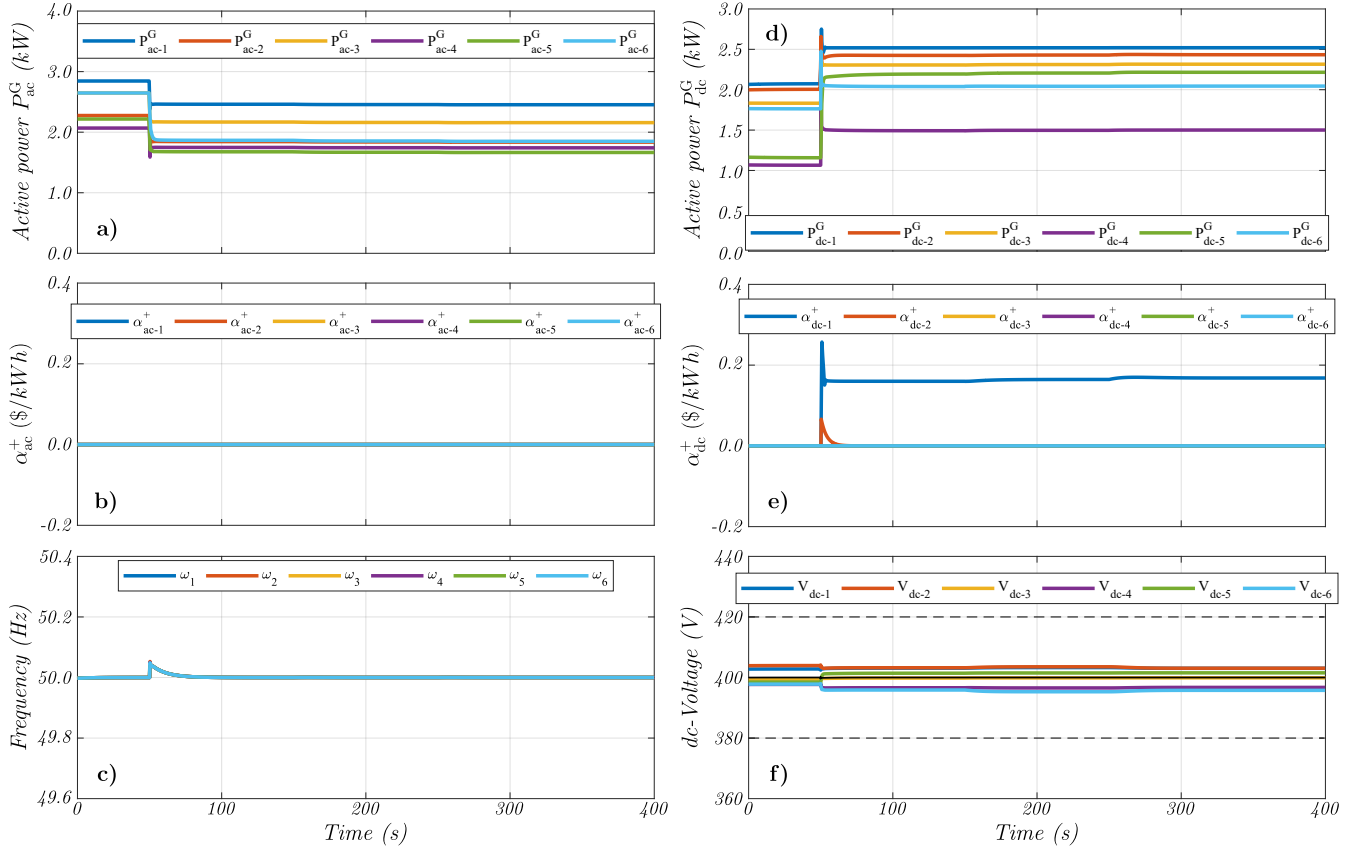 Active power P^G_ac (kW)
4.0
3.0
2.0
1.0
0.0
P^G_ac-1 P^G_ac-2 P^G_ac-3 P^G_ac-4 P^G_ac-5 P^G_ac-6
a)
Active power P^G_dc (kW)
3.0
2.5
2.0
1.5
1.0
0.5
0.0
d)
P^G_dc-1 P^G_dc-2 P^G_dc-3 P^G_dc-4 P^G_dc-5 P^G_dc-6
α^+_ac ($/kWh)
0.4
0.2
0.0
-0.2
α^+_ac-1 α^+_ac-2 α^+_ac-3 α^+_ac-4 α^+_ac-5 α^+_ac-6
b)
α^+_dc ($/kWh)
0.4
0.2
0.0
-0.2
α^+_dc-1 α^+_dc-2 α^+_dc-3 α^+_dc-4 α^+_dc-5 α^+_dc-6
e)
Frequency (Hz)
50.4
50.2
50.0
49.8
49.6
ω_1 ω_2 ω_3 ω_4 ω_5 ω_6
c)
0 100 200 300 400
Time (s)
dc-Voltage (V)
440
420
400
380
360
V_dc-1 V_dc-2 V_dc-3 V_dc-4 V_dc-5 V_dc-6
f)
0 100 200 300 400
Time (s)